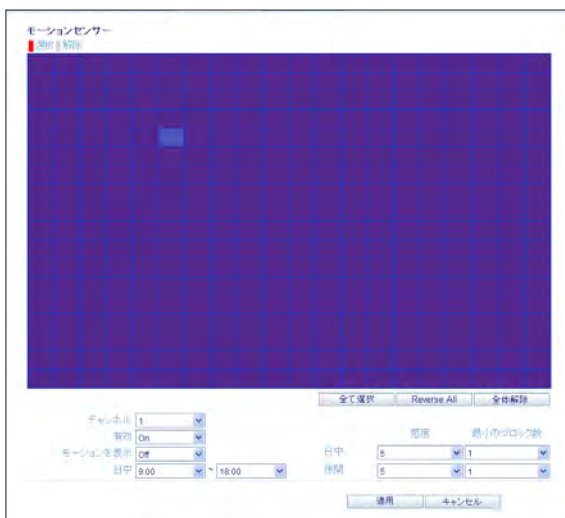 モーションセンサー
選択 解除
全て選択 Reverse All 全体解除
チャンネル 1
有効 On
モーションを表示 Off
日中 9:00 ~ 18:00
感度 最小のブロック数
日中 5 1
夜間 5 1
適用 キャンセル